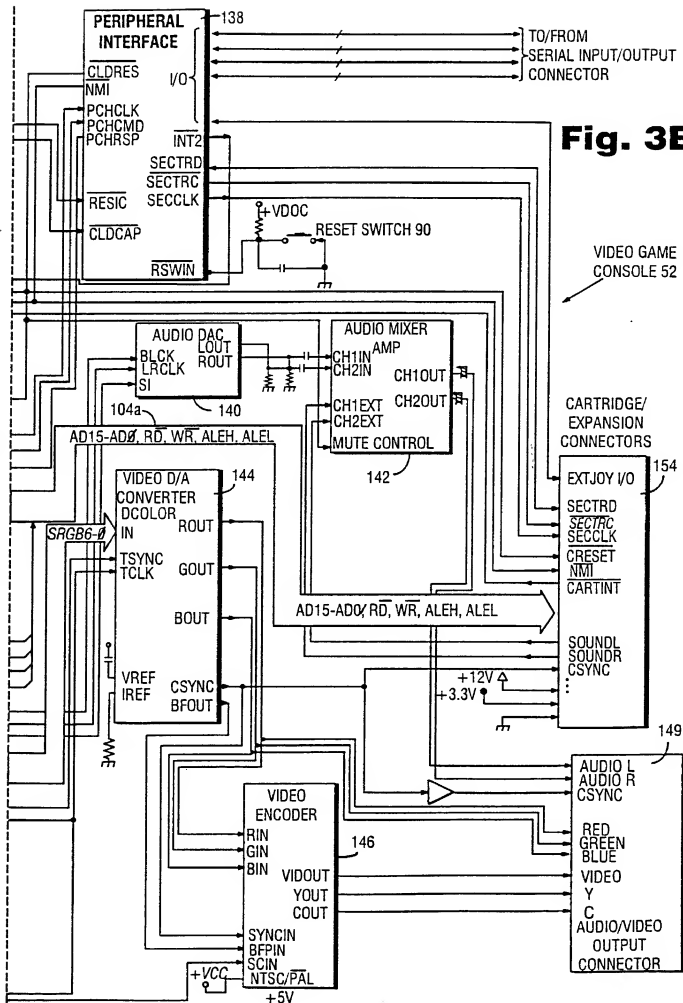 PERIPHERAL
INTERFACE
138
CLDRES
NMI
PCHCLK
PCHCMD
PCHRSP
RESIC
CLDCAP
I/O
INT2
SECTRD
SECTRC
SECCLK
RSWIN
TO/FROM
SERIAL INPUT/OUTPUT
CONNECTOR
Fig. 3B
+VDOC
RESET SWITCH 90
VIDEO GAME
CONSOLE 52
AUDIO DAC
LOUT
ROUT
BLCK
LRCLK
SI
140
AUDIO MIXER
AMP
CH1IN
CH2IN
CH1OUT
CH2OUT
CH1EXT
CH2EXT
MUTE CONTROL
142
104a
AD15-AD0, RD, WR, ALEH, ALEL
CARTRIDGE/
EXPANSION
CONNECTORS
154
EXTJOY I/O
SECTRD
SECTRC
SECCLK
CRESET
NMI
CARTINT
SOUNDL
SOUNDR
CSYNC
⋮
+12V
+3.3V
VIDEO D/A
CONVERTER
144
DCOLOR
IN
SRGB6-0
TSYNC
TCLK
ROUT
GOUT
BOUT
VREF
IREF
CSYNC
BFOUT
AD15-AD0, RD, WR, ALEH, ALEL
VIDEO
ENCODER
146
RIN
GIN
BIN
VIDOUT
YOUT
COUT
SYNCIN
BFPIN
SCIN
NTSC/PAL
+VCC
+5V
149
AUDIO L
AUDIO R
CSYNC
RED
GREEN
BLUE
VIDEO
Y
C
AUDIO/VIDEO
OUTPUT
CONNECTOR